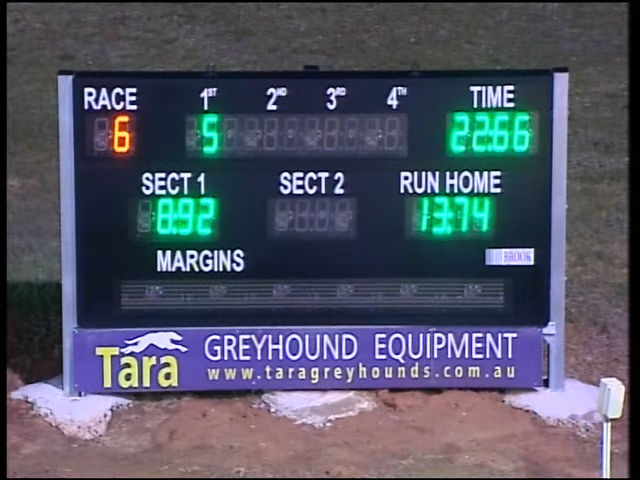 RACE 1ST 2ND 3RD 4TH TIME
6 5 22.66
SECT 1 SECT 2 RUN HOME
8.92 13.74
MARGINS
BROOK
Tara GREYHOUND EQUIPMENT
www.taragreyhounds.com.au